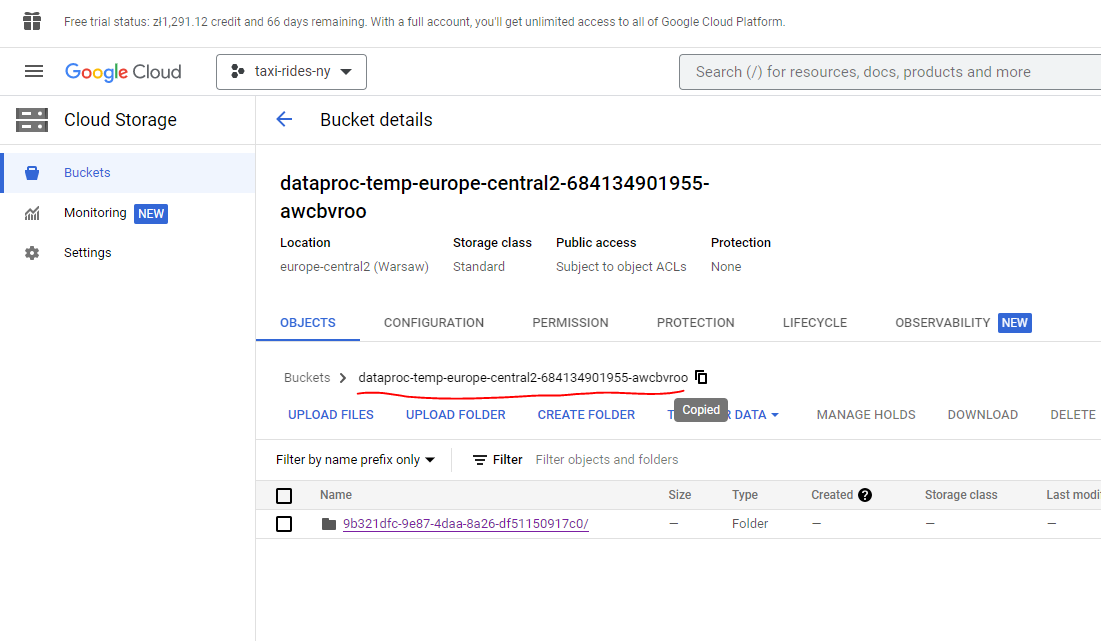 Free trial status: zł1,291.12 credit and 66 days remaining. With a full account, you'll get unlimited access to all of Google Cloud Platform.
Google Cloud
taxi-rides-ny
Search (/) for resources, docs, products and more
Cloud Storage
Bucket details
Buckets
Monitoring NEW
Settings
dataproc-temp-europe-central2-684134901955-
awcbvroo
Location Storage class Public access Protection
europe-central2 (Warsaw) Standard Subject to object ACLs None
OBJECTS CONFIGURATION PERMISSION PROTECTION LIFECYCLE OBSERVABILITY NEW
Buckets > dataproc-temp-europe-central2-684134901955-awcbvroo
Copied
UPLOAD FILES UPLOAD FOLDER CREATE FOLDER T R DATA MANAGE HOLDS DOWNLOAD DELETE
Filter by name prefix only Filter Filter objects and folders
Name Size Type Created ? Storage class Last modi
9b321dfc-9e87-4daa-8a26-df51150917c0/ — Folder — — —